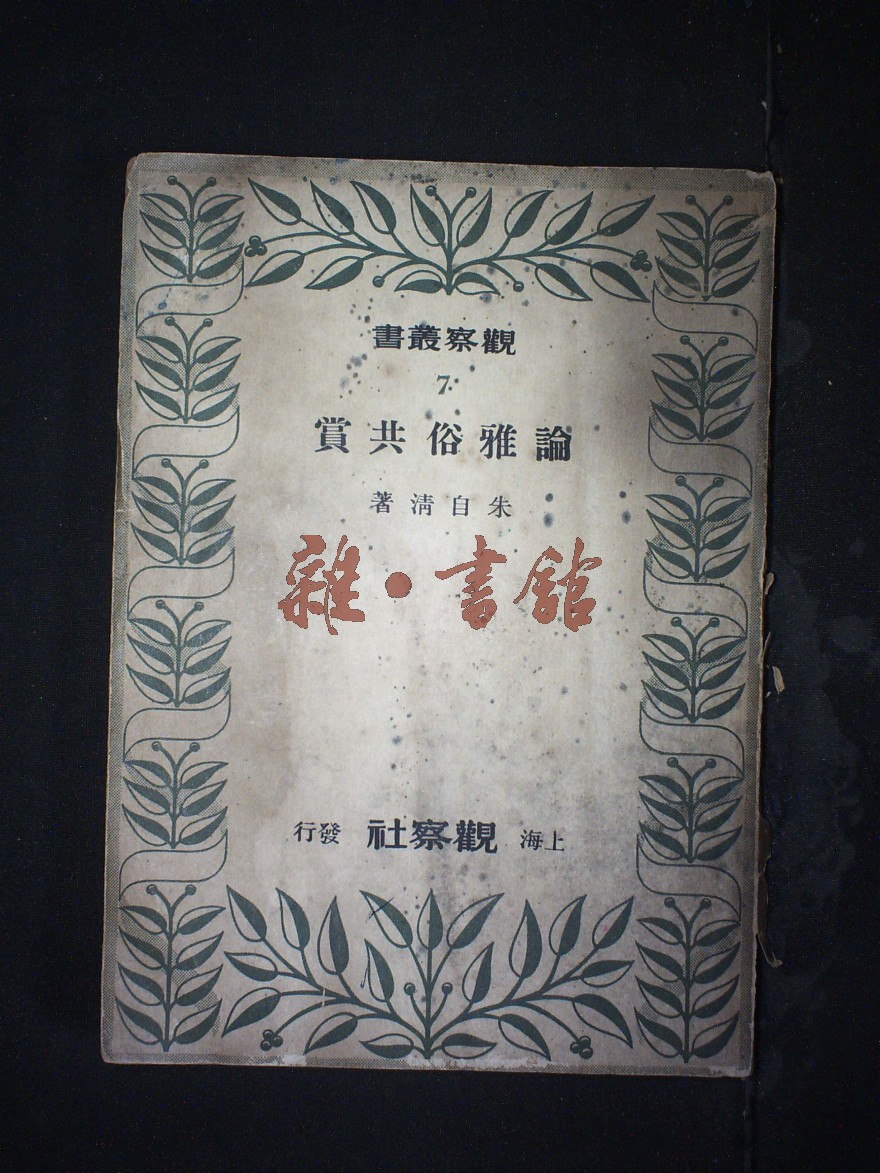 觀察叢書
7
論雅俗共賞
朱自清著
雜·書館
上海 觀察社 發行